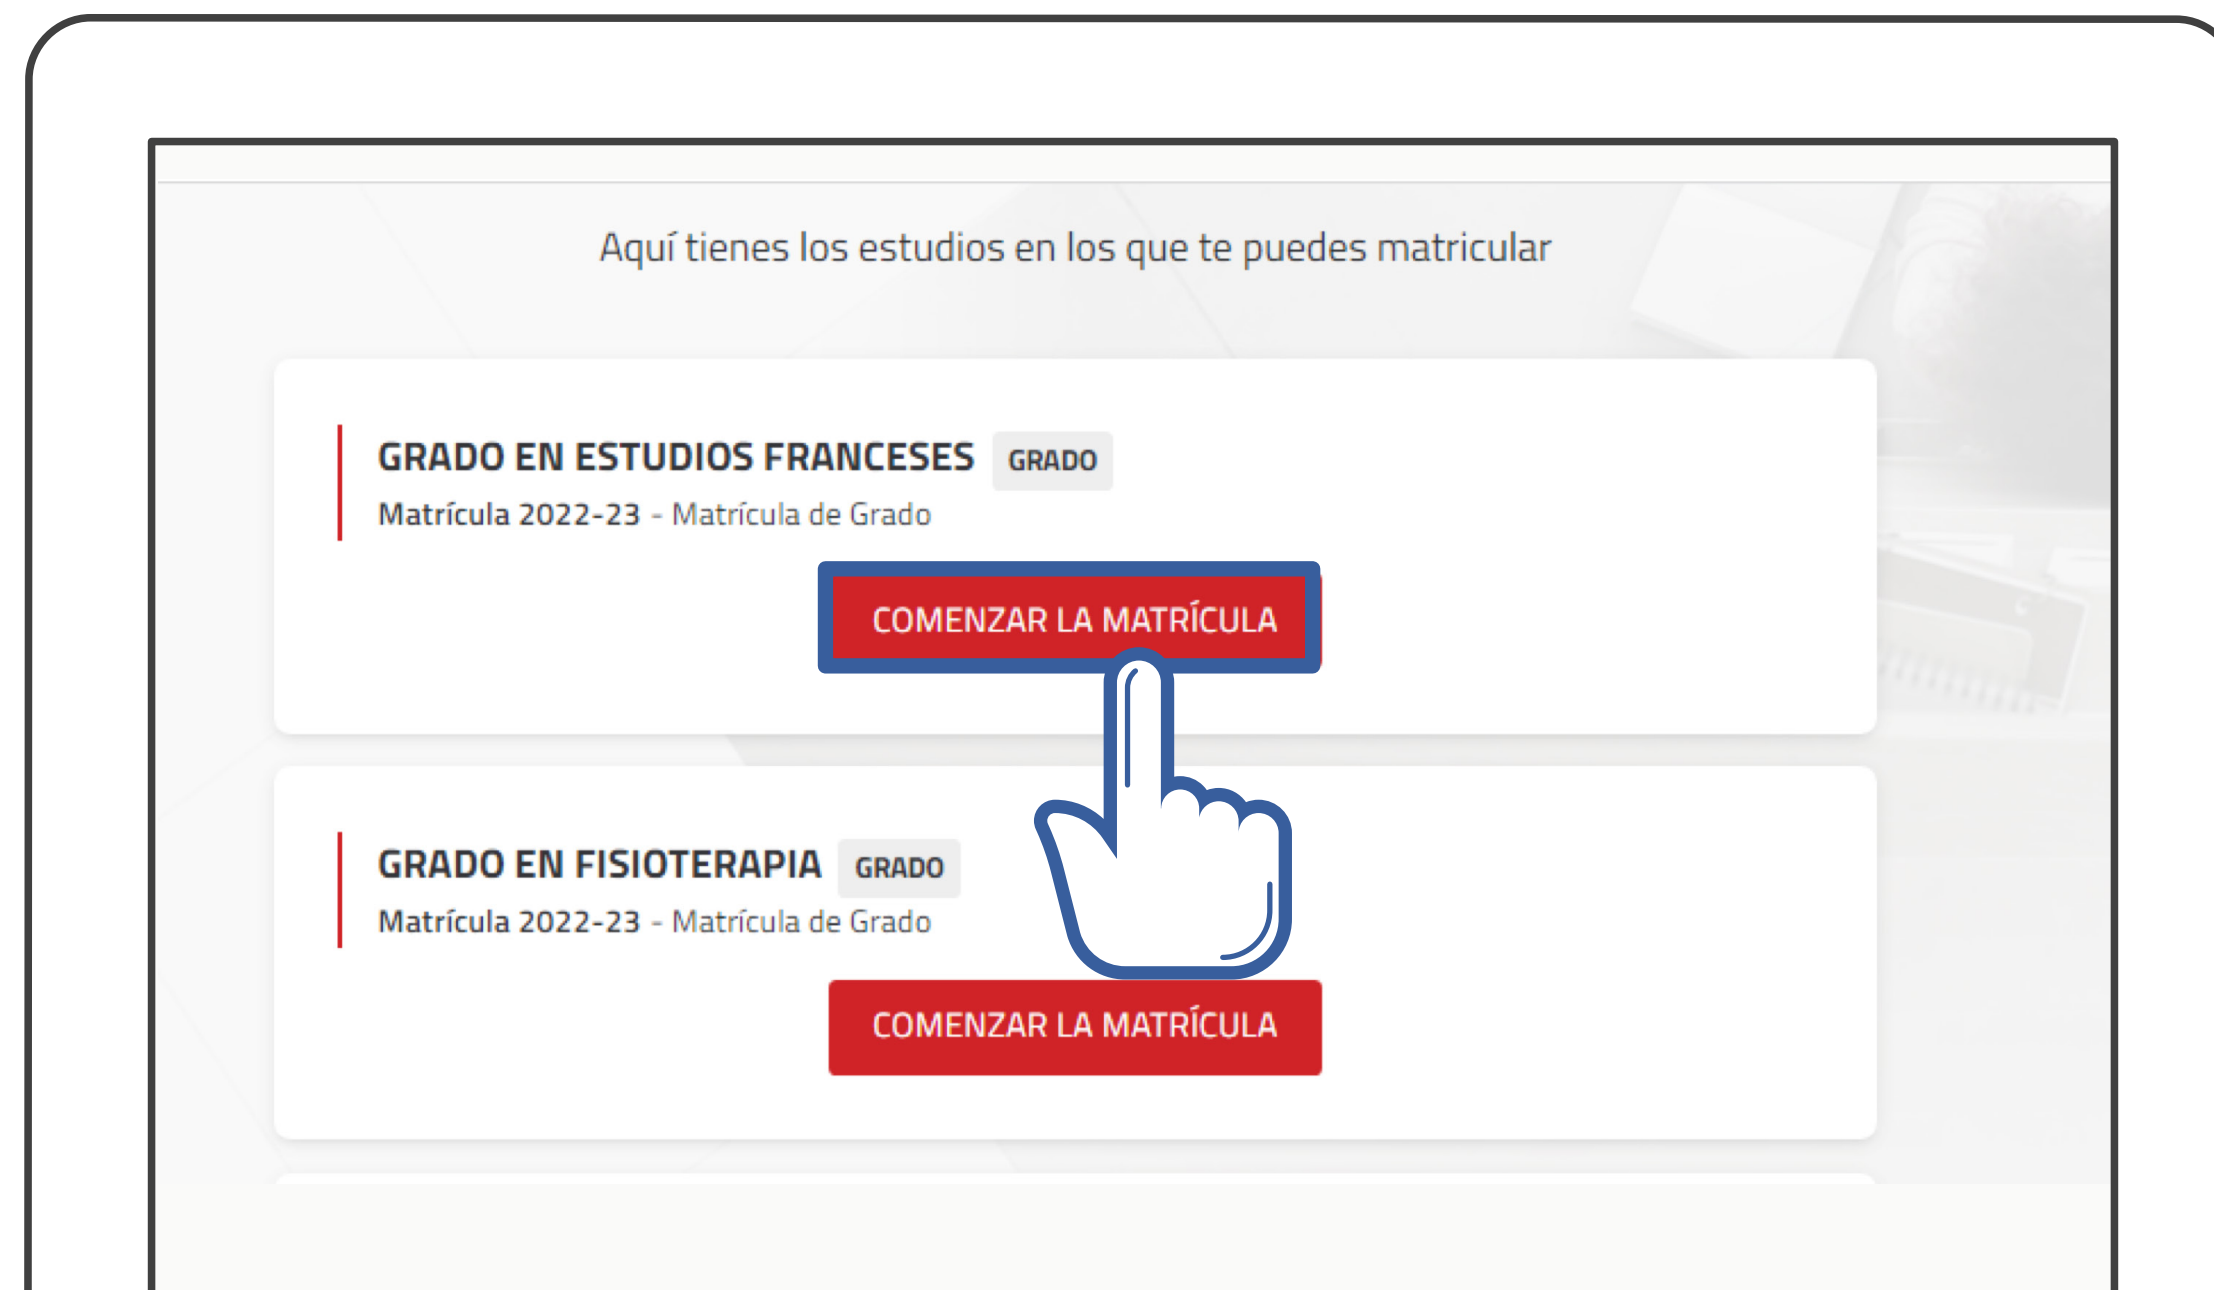 Aquí tienes los estudios en los que te puedes matricular
GRADO EN ESTUDIOS FRANCESES GRADO
Matrícula 2022-23 - Matrícula de Grado
COMENZAR LA MATRÍCULA
GRADO EN FISIOTERAPIA GRADO
Matrícula 2022-23 - Matrícula de Grado
COMENZAR LA MATRÍCULA